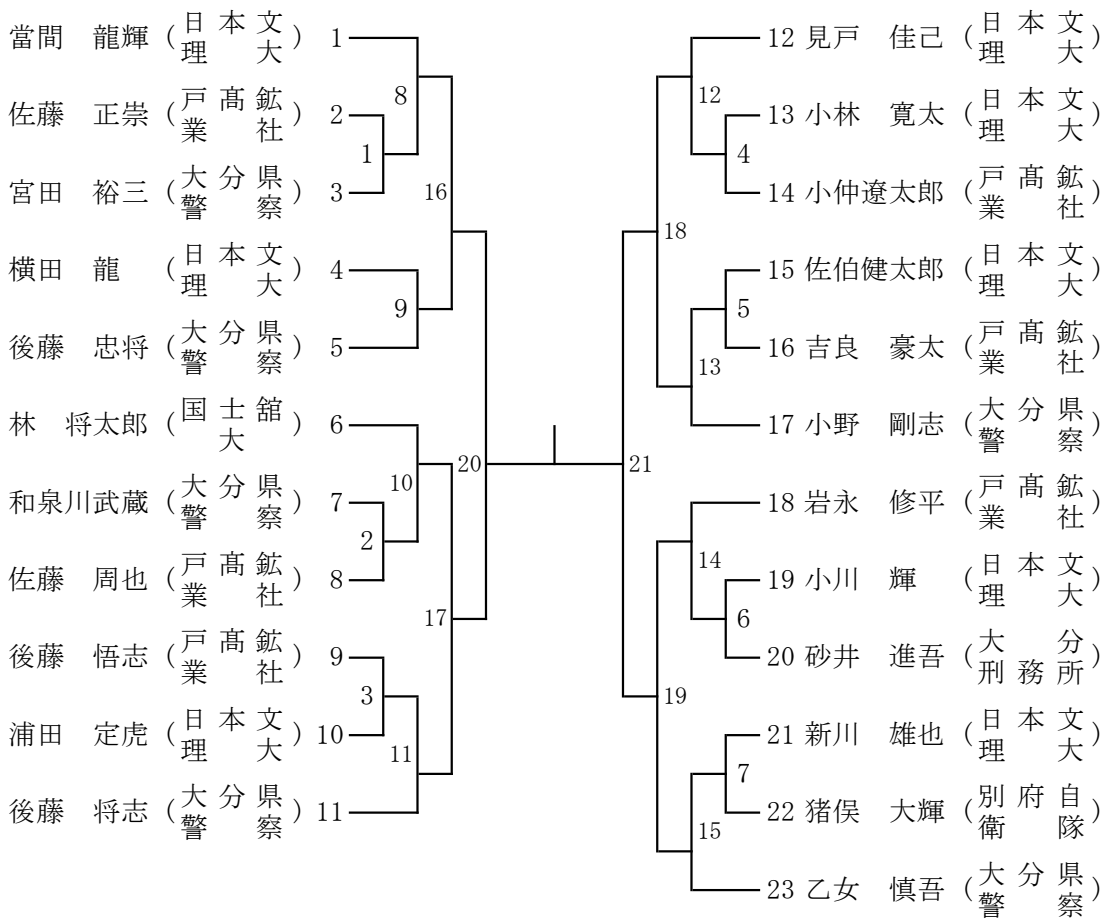 當間　龍輝（日本文理大）1
佐藤　正崇（戸髙鉱業社）2
宮田　裕三（大分県警察）3
横田　龍　（日本文理大）4
後藤　忠将（大分県警察）5
林　将太郎（国士舘大）6
和泉川武蔵（大分県警察）7
佐藤　周也（戸髙鉱業社）8
後藤　悟志（戸髙鉱業社）9
浦田　定虎（日本文理大）10
後藤　将志（大分県警察）11
8
1
16
9
20
10
2
17
3
11
12 見戸　佳己（日本文理大）
13 小林　寛太（日本文理大）
14 小仲遼太郎（戸髙鉱業社）
15 佐伯健太郎（日本文理大）
16 吉良　豪太（戸髙鉱業社）
17 小野　剛志（大分県警察）
18 岩永　修平（戸髙鉱業社）
19 小川　輝　（日本文理大）
20 砂井　進吾（大分刑務所）
21 新川　雄也（日本文理大）
22 猪俣　大輝（別府自衛隊）
23 乙女　慎吾（大分県警察）
12
4
18
5
13
21
14
6
19
7
15